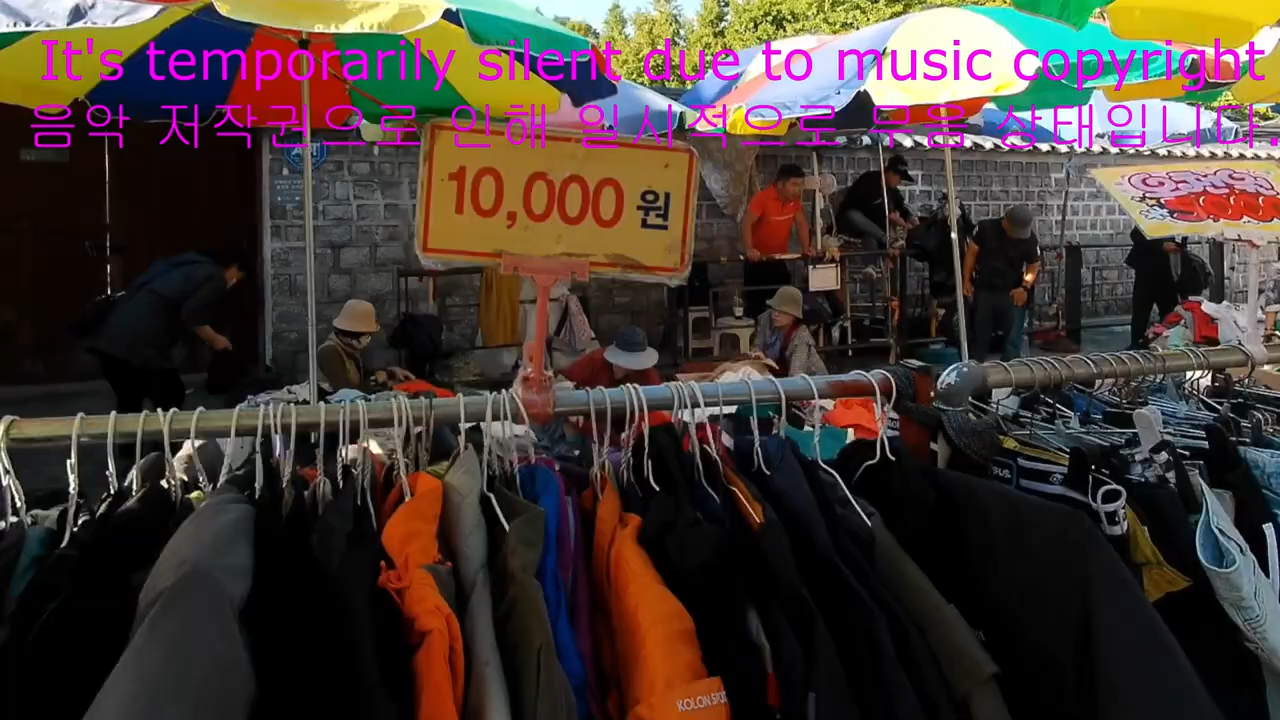 It's temporarily silent due to music copyright
음악 저작권으로 인해 일시적으로 무음 상태입니다.
10,000 원
KOLON SPORT